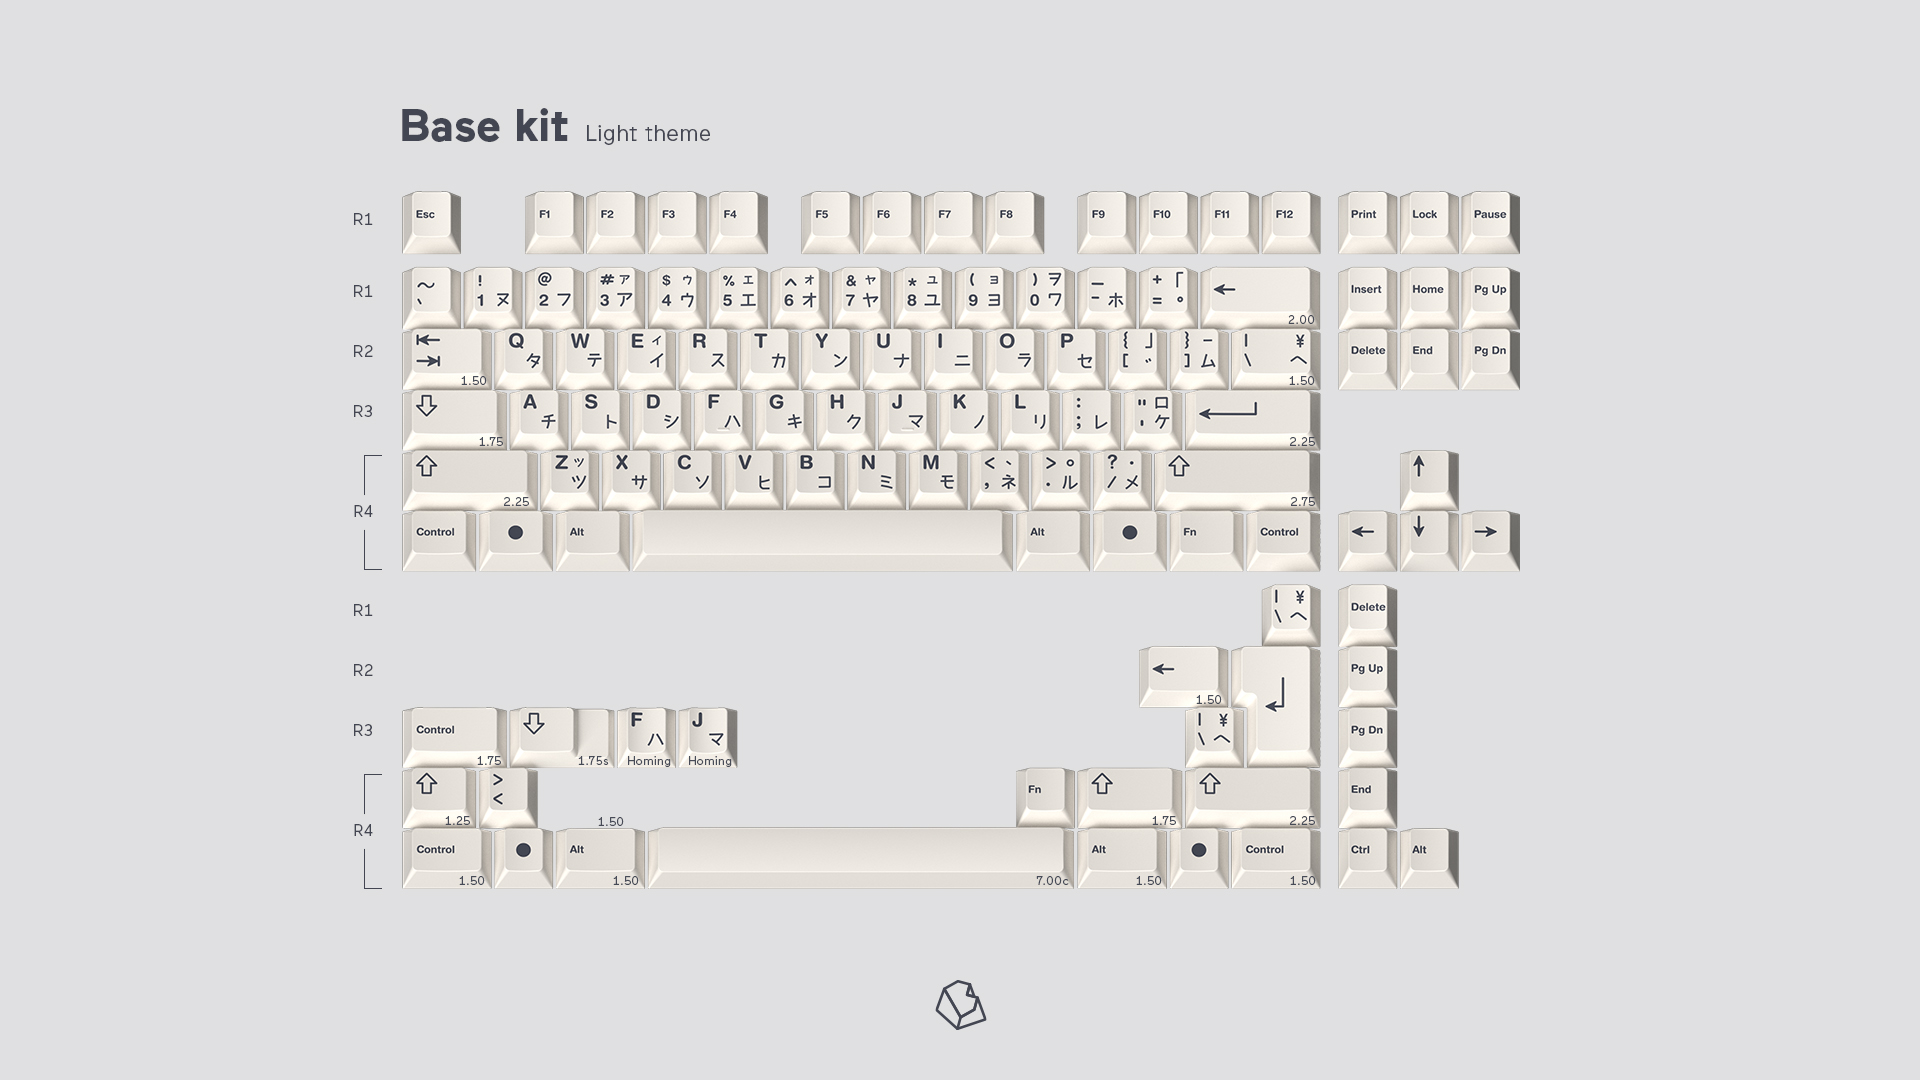 Base kit Light theme
R1 Esc F1 F2 F3 F4 F5 F6 F7 F8 F9 F10 F11 F12 Print Lock Pause
~ ! @ # ァ $ ゥ % ェ ^ ォ & ャ * ュ ( ョ ) ヲ _ + 「
R1 ` 1 ヌ 2 フ 3 ア 4 ウ 5 エ 6 オ 7 ヤ 8 ユ 9 ヨ 0 ワ - ホ = ° ← 2.00 Insert Home Pg Up
⇤ Q W E ィ R T Y U I O P { 」 } ー | ¥
R2 ⇥ 1.50 タ テ イ ス カ ン ナ ニ ラ セ [ ゛ ] ム \ へ 1.50 Delete End Pg Dn
⇩ A S D F G H J K L : " ロ
R3 1.75 チ ト シ ハ キ ク マ ノ リ ; レ ' ケ 2.25
⇧ Z ッ X C V B N M < 、 > 。 ? ・ ⇧ ↑
R4 2.25 ツ サ ソ ヒ コ ミ モ , ネ . ル / メ 2.75
Control ● Alt Alt ● Fn Control ← ↓ →
| ¥
R1 \ へ Delete
R2 ← 1.50 Pg Up
R3 Control 1.75 ⇩ 1.75s F ハ Homing J マ Homing | ¥ \ へ Pg Dn
R4 ⇧ 1.25 > < 1.50 Fn ⇧ 1.75 ⇧ 2.25 End
Control 1.50 ● Alt 1.50 7.00c Alt 1.50 ● Control 1.50 Ctrl Alt